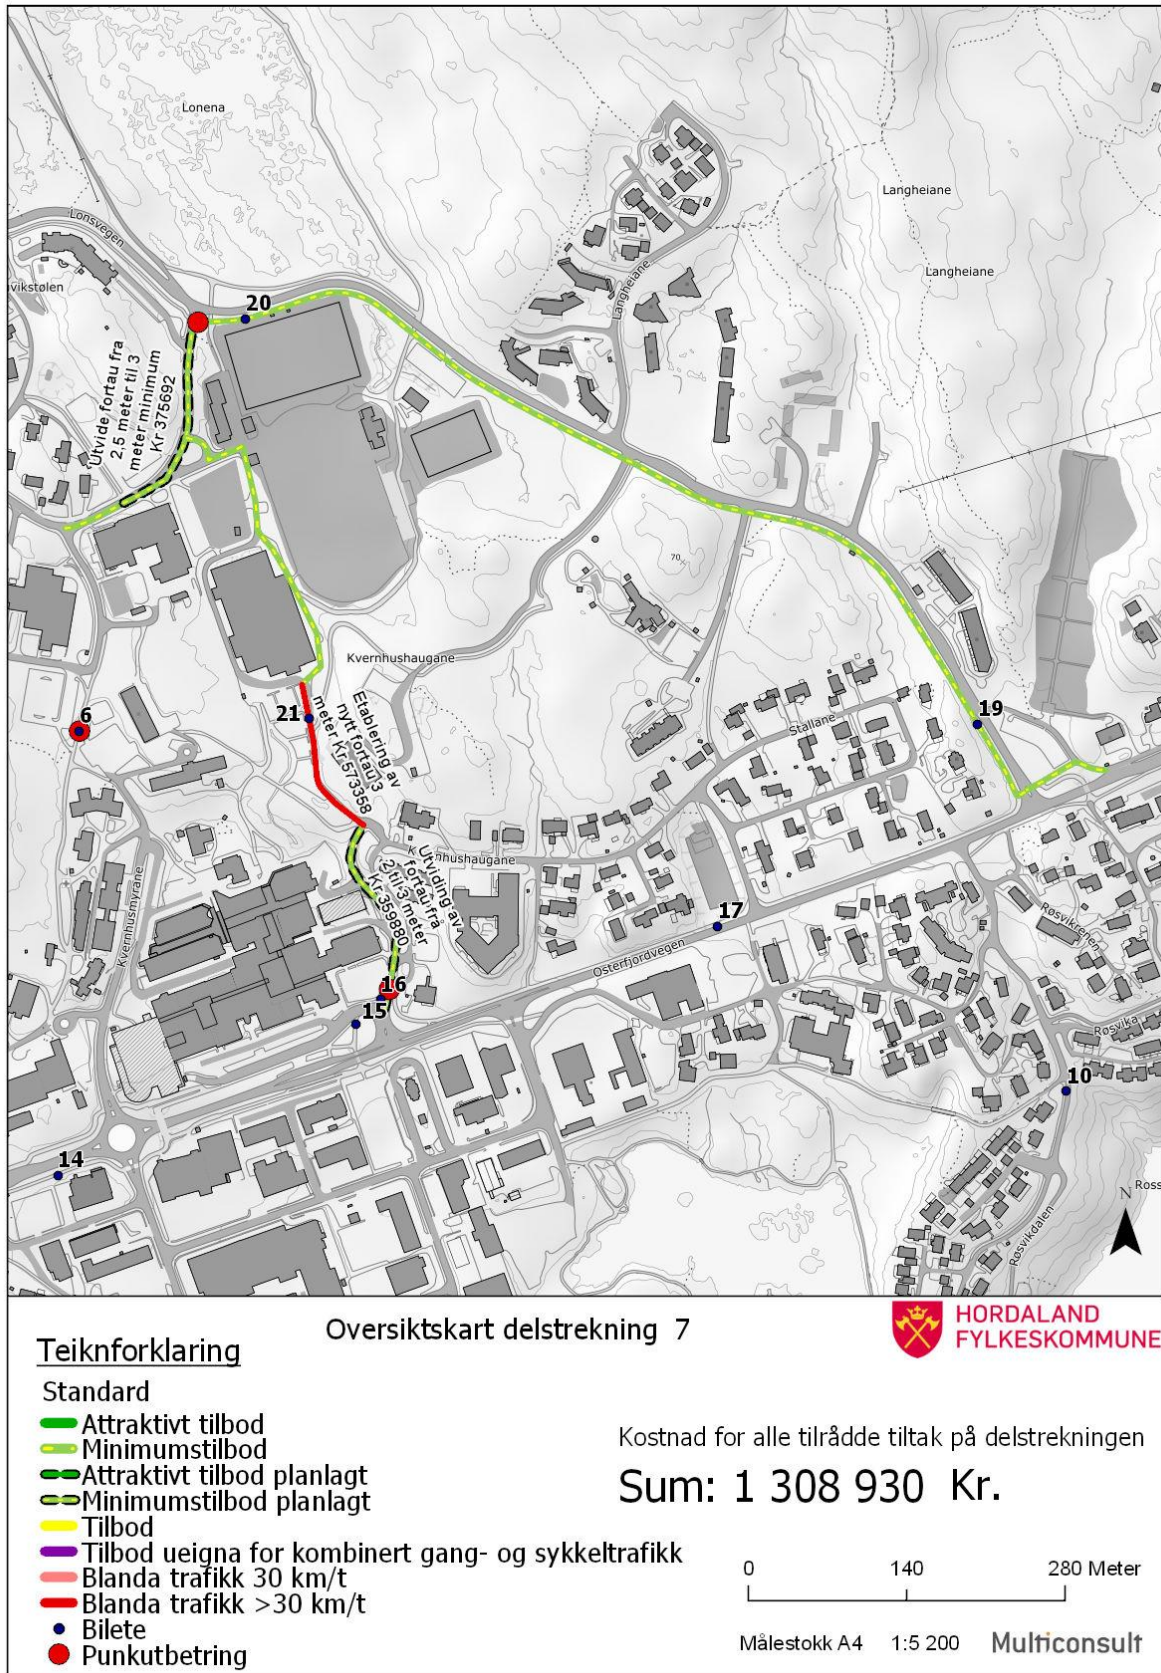 Lonena
Lonsvegen
Langheiane
Langheiane
Langheiane
vikstølen
20
Utvide fortau fra
2,5 meter til 3
meter minimum
Kr 375692
70
Kvernhushaugane
6
21
Etablering av
nytt fortau 3
meter Kr 573358
Stallane
19
Kvernhushaugane
Utviding av
fortau frå
2 til 3 meter
Kr 359880
Kvernhusmyrane
17
Osterfjordvegen
Røsvikrenen
16
15
Røsvika
10
14
N
Ross
Røsvikdalen
Oversiktskart delstrekning 7
HORDALAND
FYLKESKOMMUNE
Teiknforklaring
Standard
Attraktivt tilbod
Minimumstilbod
Attraktivt tilbod planlagt
Minimumstilbod planlagt
Tilbod
Tilbod ueigna for kombinert gang- og sykkeltrafikk
Blanda trafikk 30 km/t
Blanda trafikk >30 km/t
Bilete
Punkutbetring
Kostnad for alle tilrådde tiltak på delstrekningen
Sum: 1 308 930 Kr.
0 140 280 Meter
Målestokk A4 1:5 200
Multiconsult